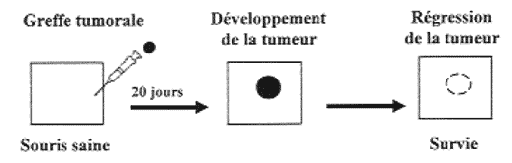 Greffe tumorale
Développement
de la tumeur
Régression
de la tumeur
20 jours
Souris saine
Survie